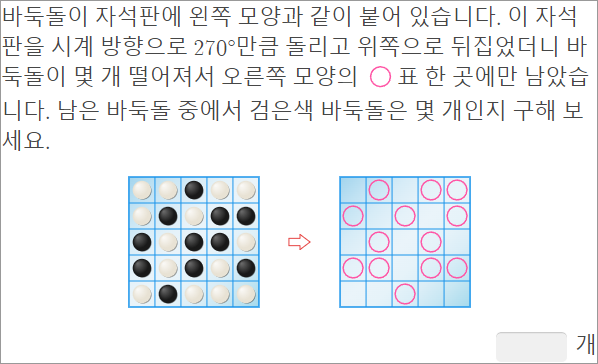 바둑돌이 자석판에 왼쪽 모양과 같이 붙어 있습니다. 이 자석
판을 시계 방향으로 270°만큼 돌리고 위쪽으로 뒤집었더니 바
둑돌이 몇 개 떨어져서 오른쪽 모양의 ○ 표 한 곳에만 남았습
니다. 남은 바둑돌 중에서 검은색 바둑돌은 몇 개인지 구해 보
세요.
개